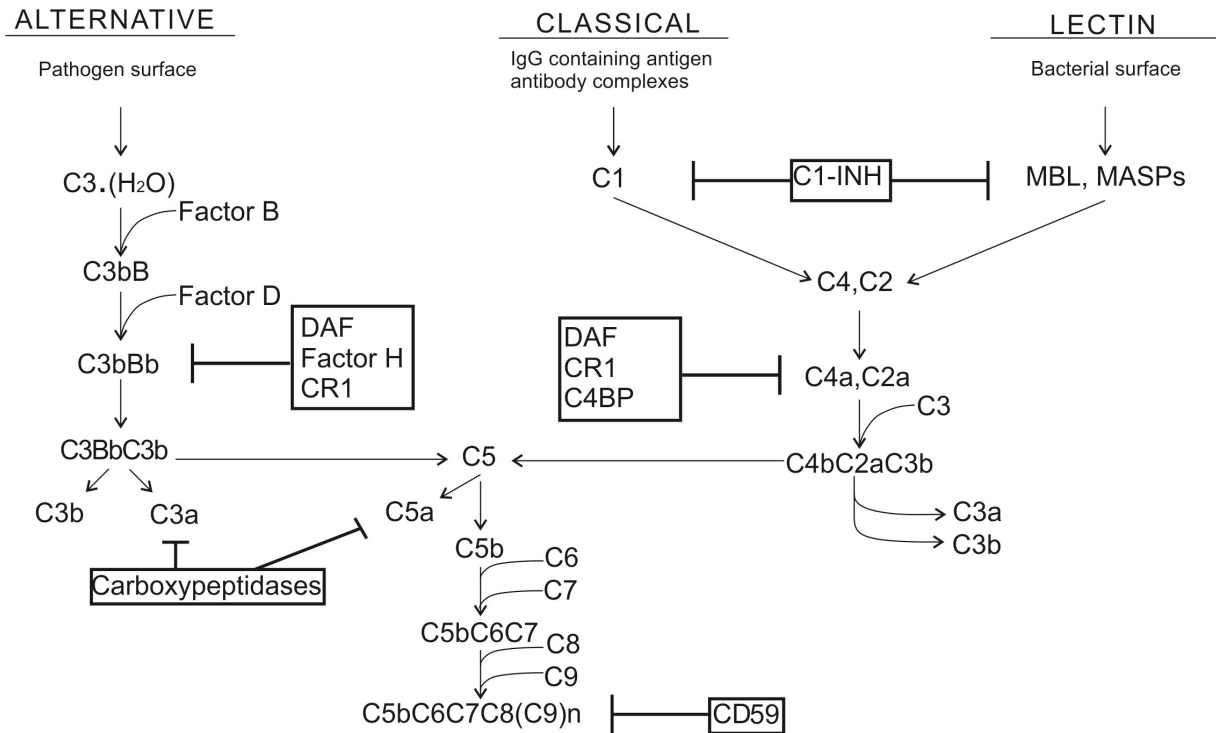 ALTERNATIVE
Pathogen surface
C3.(H2O)
Factor B
C3bB
Factor D
C3bBb
DAF
Factor H
CR1
C3BbC3b
C3b
C3a
Carboxypeptidases
CLASSICAL
IgG containing antigen
antibody complexes
C1
C1-INH
LECTIN
Bacterial surface
MBL, MASPs
C4,C2
DAF
CR1
C4BP
C4a,C2a
C3
C4bC2aC3b
C3a
C3b
C5
C5a
C5b
C6
C7
C5bC6C7
C8
C9
C5bC6C7C8(C9)n
CD59